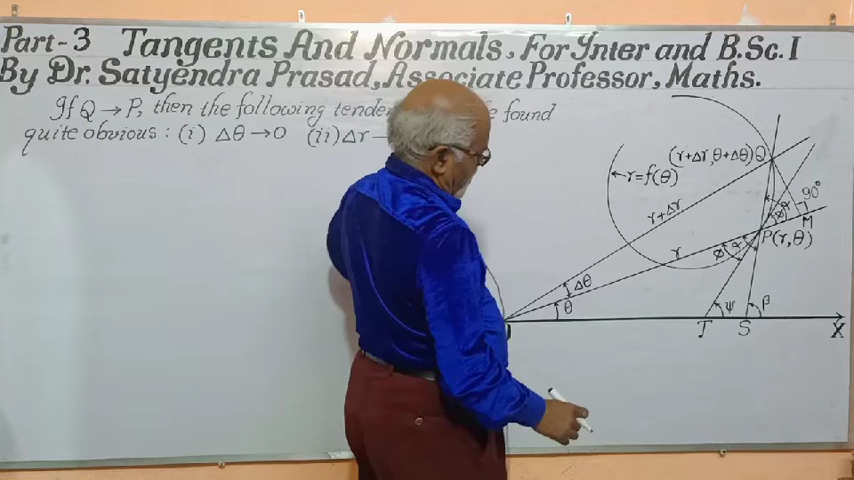 Part-3 Tangents And Normals, For Inter and B.Sc. I
By Dr. Satyendra Prasad, Associate Professor, Maths.
If Q → P, then the following found
quite obvious : (i) Δθ → 0 (ii) Δr
(r+Δr, θ+Δθ) Q
r=f(θ)
90°
r+Δr
ϕ α
M
r
ϕ α P(r,θ)
Δθ
θ
ψ β
T S X